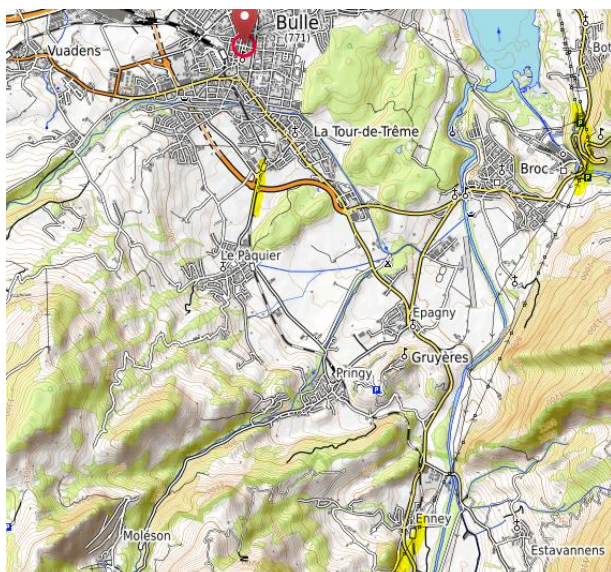 Bulle
(771)
Vuadens
La Tour-de-Trême
Broc
Le Pâquier
Epagny
Gruyères
Pringy
P
Enney
Moléson
Estavannens